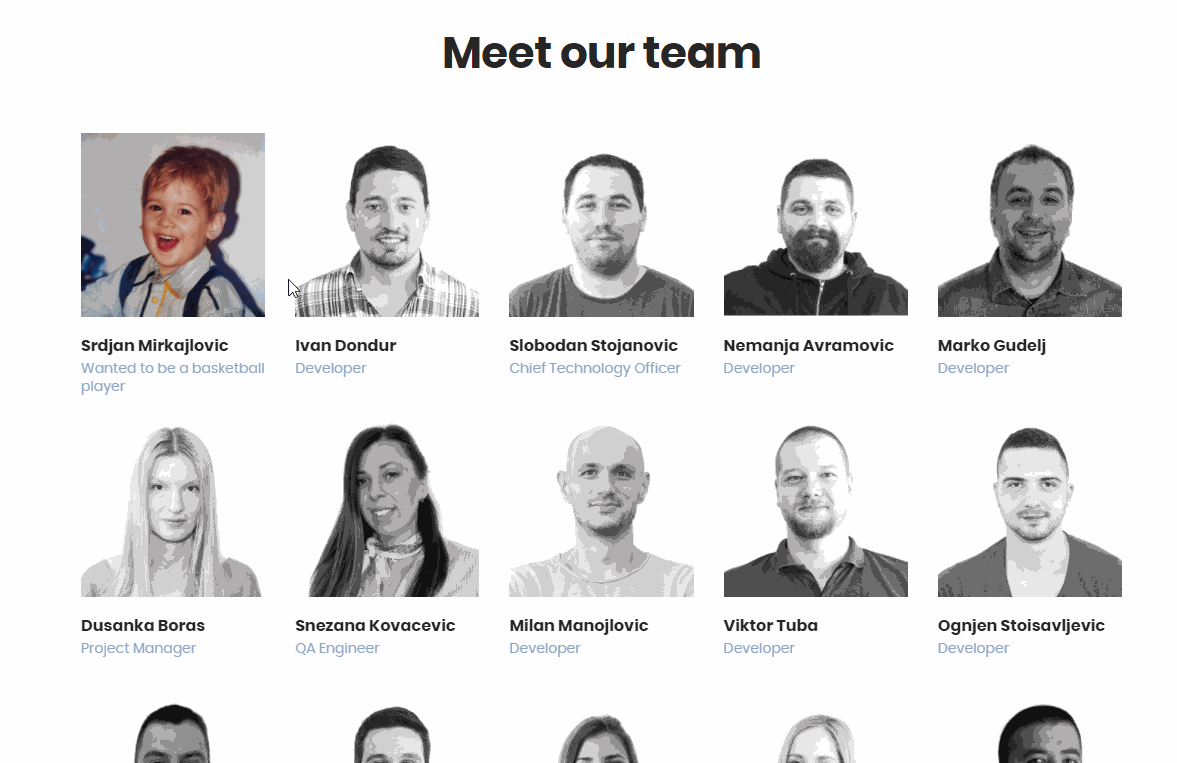 Meet our team
Srdjan Mirkajlovic
Wanted to be a basketball
player
Ivan Dondur
Developer
Slobodan Stojanovic
Chief Technology Officer
Nemanja Avramovic
Developer
Marko Gudelj
Developer
Dusanka Boras
Project Manager
Snezana Kovacevic
QA Engineer
Milan Manojlovic
Developer
Viktor Tuba
Developer
Ognjen Stoisavljevic
Developer